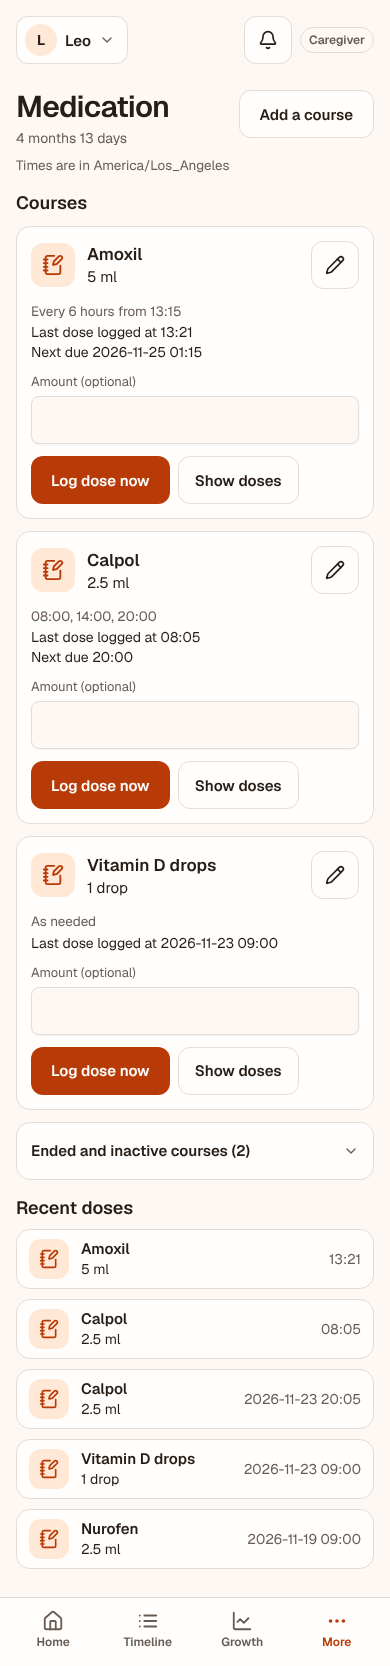 L Leo
Caregiver
Medication
Add a course
4 months 13 days
Times are in America/Los_Angeles
Courses
Amoxil
5 ml
Every 6 hours from 13:15
Last dose logged at 13:21
Next due 2026-11-25 01:15
Amount (optional)
Log dose now Show doses
Calpol
2.5 ml
08:00, 14:00, 20:00
Last dose logged at 08:05
Next due 20:00
Amount (optional)
Log dose now Show doses
Vitamin D drops
1 drop
As needed
Last dose logged at 2026-11-23 09:00
Amount (optional)
Log dose now Show doses
Ended and inactive courses (2)
Recent doses
Amoxil
5 ml
13:21
Calpol
2.5 ml
08:05
Calpol
2.5 ml
2026-11-23 20:05
Vitamin D drops
1 drop
2026-11-23 09:00
Nurofen
2.5 ml
2026-11-19 09:00
Home Timeline Growth More